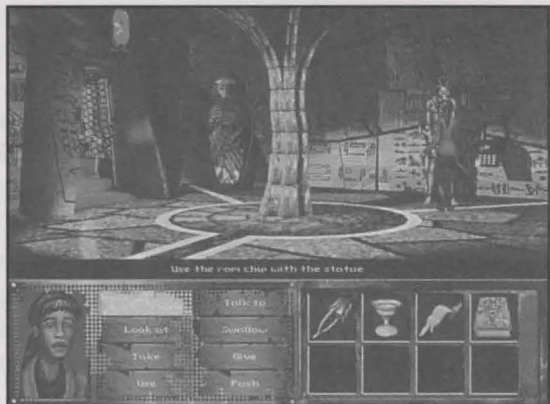 Use the rom chip with the statue
Talk to
Look at Swallow
Take Give
Use Push